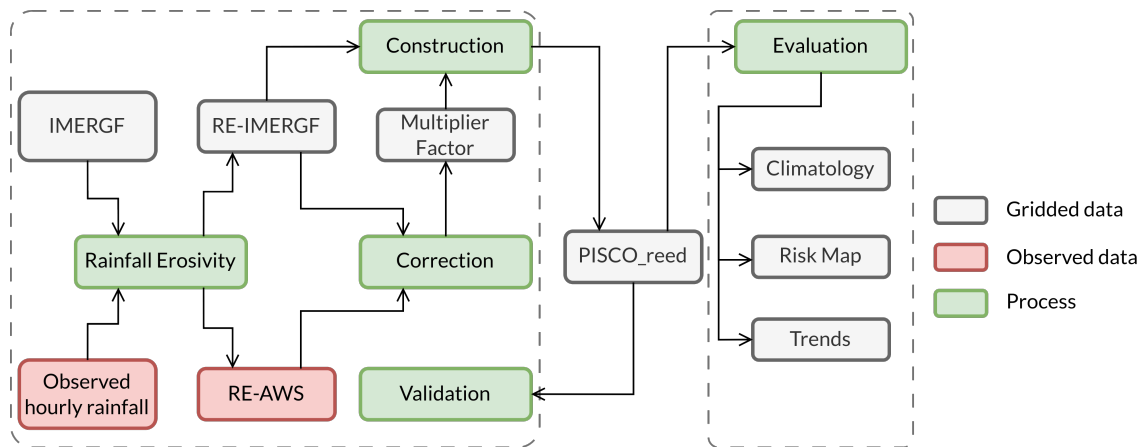 Construction
Evaluation
IMERGF
RE-IMERGF
Multiplier
Factor
Climatology
Rainfall Erosivity
Correction
PISCO_reed
Risk Map
Trends
Observed
hourly rainfall
RE-AWS
Validation
Gridded data
Observed data
Process